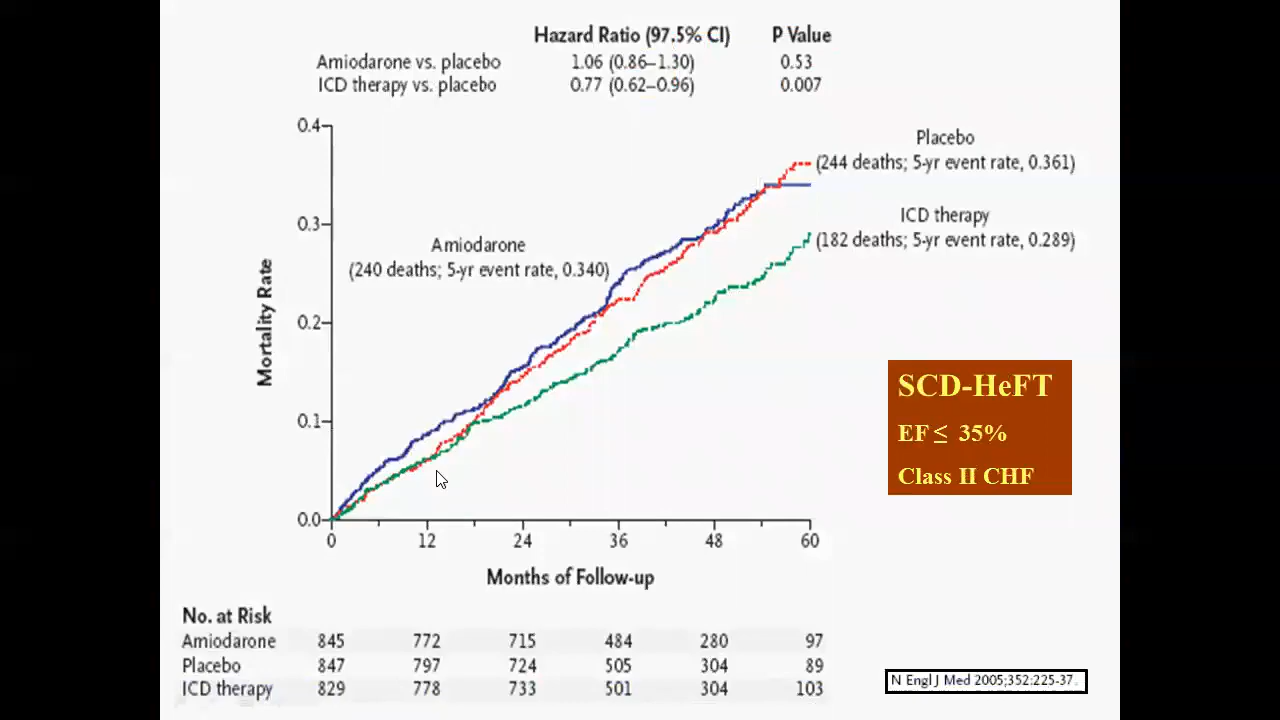 Hazard Ratio (97.5% CI) P Value
Amiodarone vs. placebo 1.06 (0.86–1.30) 0.53
ICD therapy vs. placebo 0.77 (0.62–0.96) 0.007
0.4
Placebo
(244 deaths; 5-yr event rate, 0.361)
ICD therapy
(182 deaths; 5-yr event rate, 0.289)
0.3
Amiodarone
(240 deaths; 5-yr event rate, 0.340)
Mortality Rate
0.2
0.1
0.0
SCD-HeFT
EF ≤ 35%
Class II CHF
0 12 24 36 48 60
Months of Follow-up
No. at Risk
Amiodarone 845 772 715 484 280 97
Placebo 847 797 724 505 304 89
ICD therapy 829 778 733 501 304 103
N Engl J Med 2005;352:225-37.